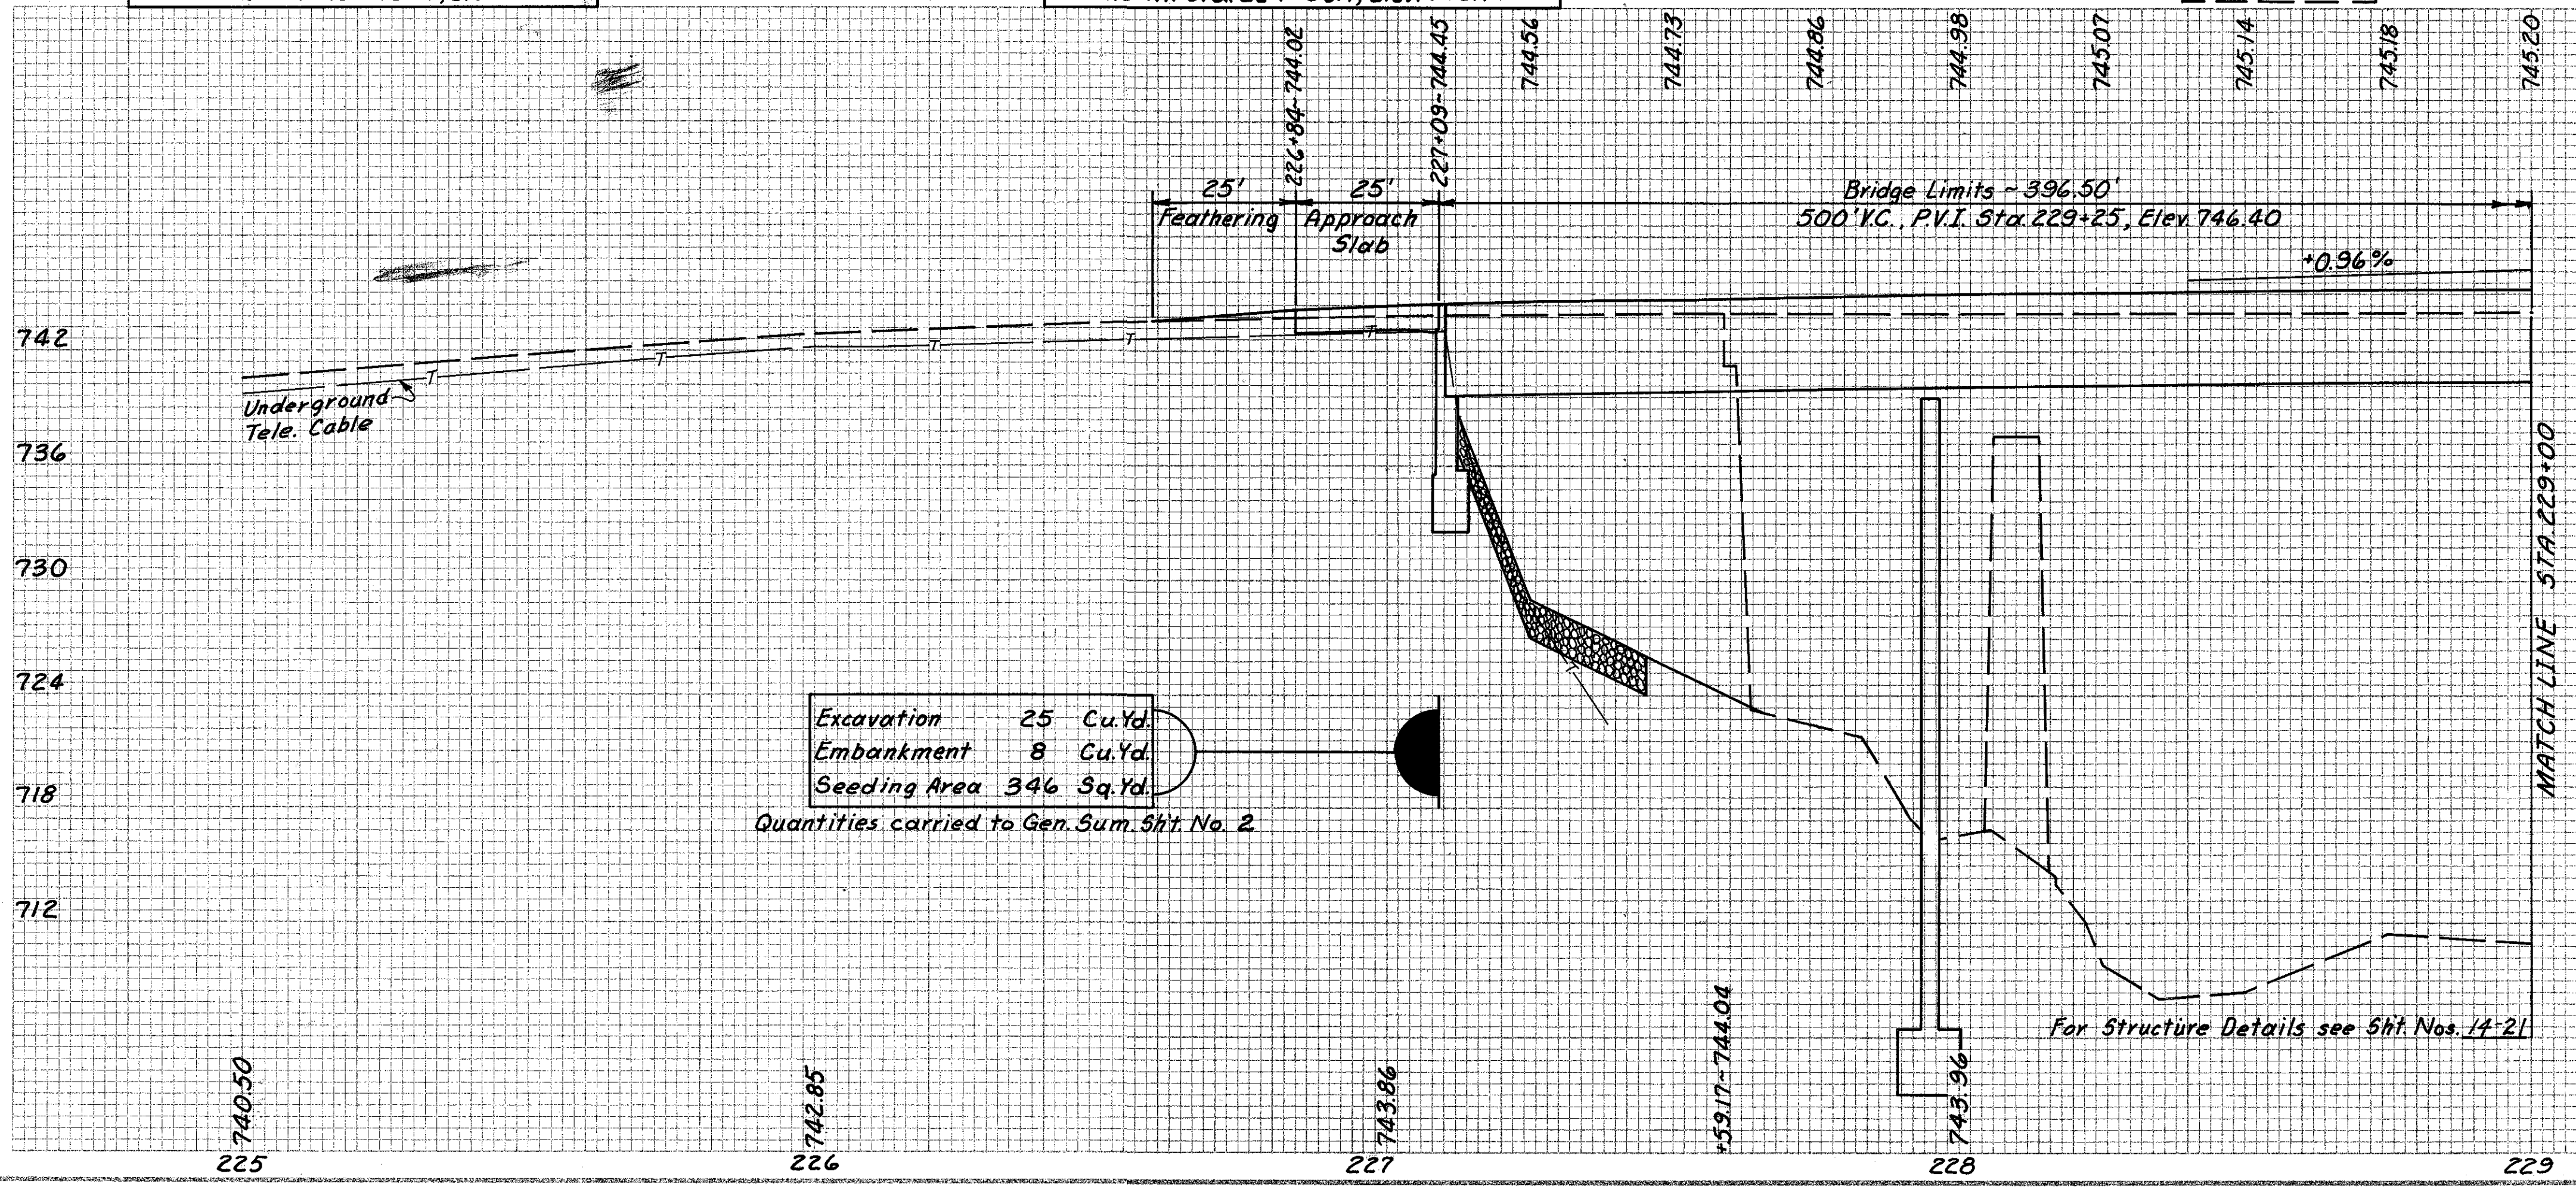 744.02
226+84~744.02
227+09~744.45
744.56
744.73
744.86
744.98
745.07
745.14
745.18
745.20
25'
Feathering
25'
Approach
Slab
Bridge Limits ~ 396.50'
500' V.C., P.V.I. Sta. 229+25, Elev. 746.40
+0.96%
742
736
730
724
718
712
T
T
T
T
T
T
Underground
Tele. Cable
MATCH LINE STA. 229+00
Excavation 25 Cu.Yd.
Embankment 8 Cu.Yd.
Seeding Area 346 Sq.Yd.
Quantities carried to Gen. Sum. Sh't. No. 2
For Structure Details see Sht. Nos. 14-21
740.50
742.85
743.86
+59.17~744.04
743.96
225
226
227
228
229